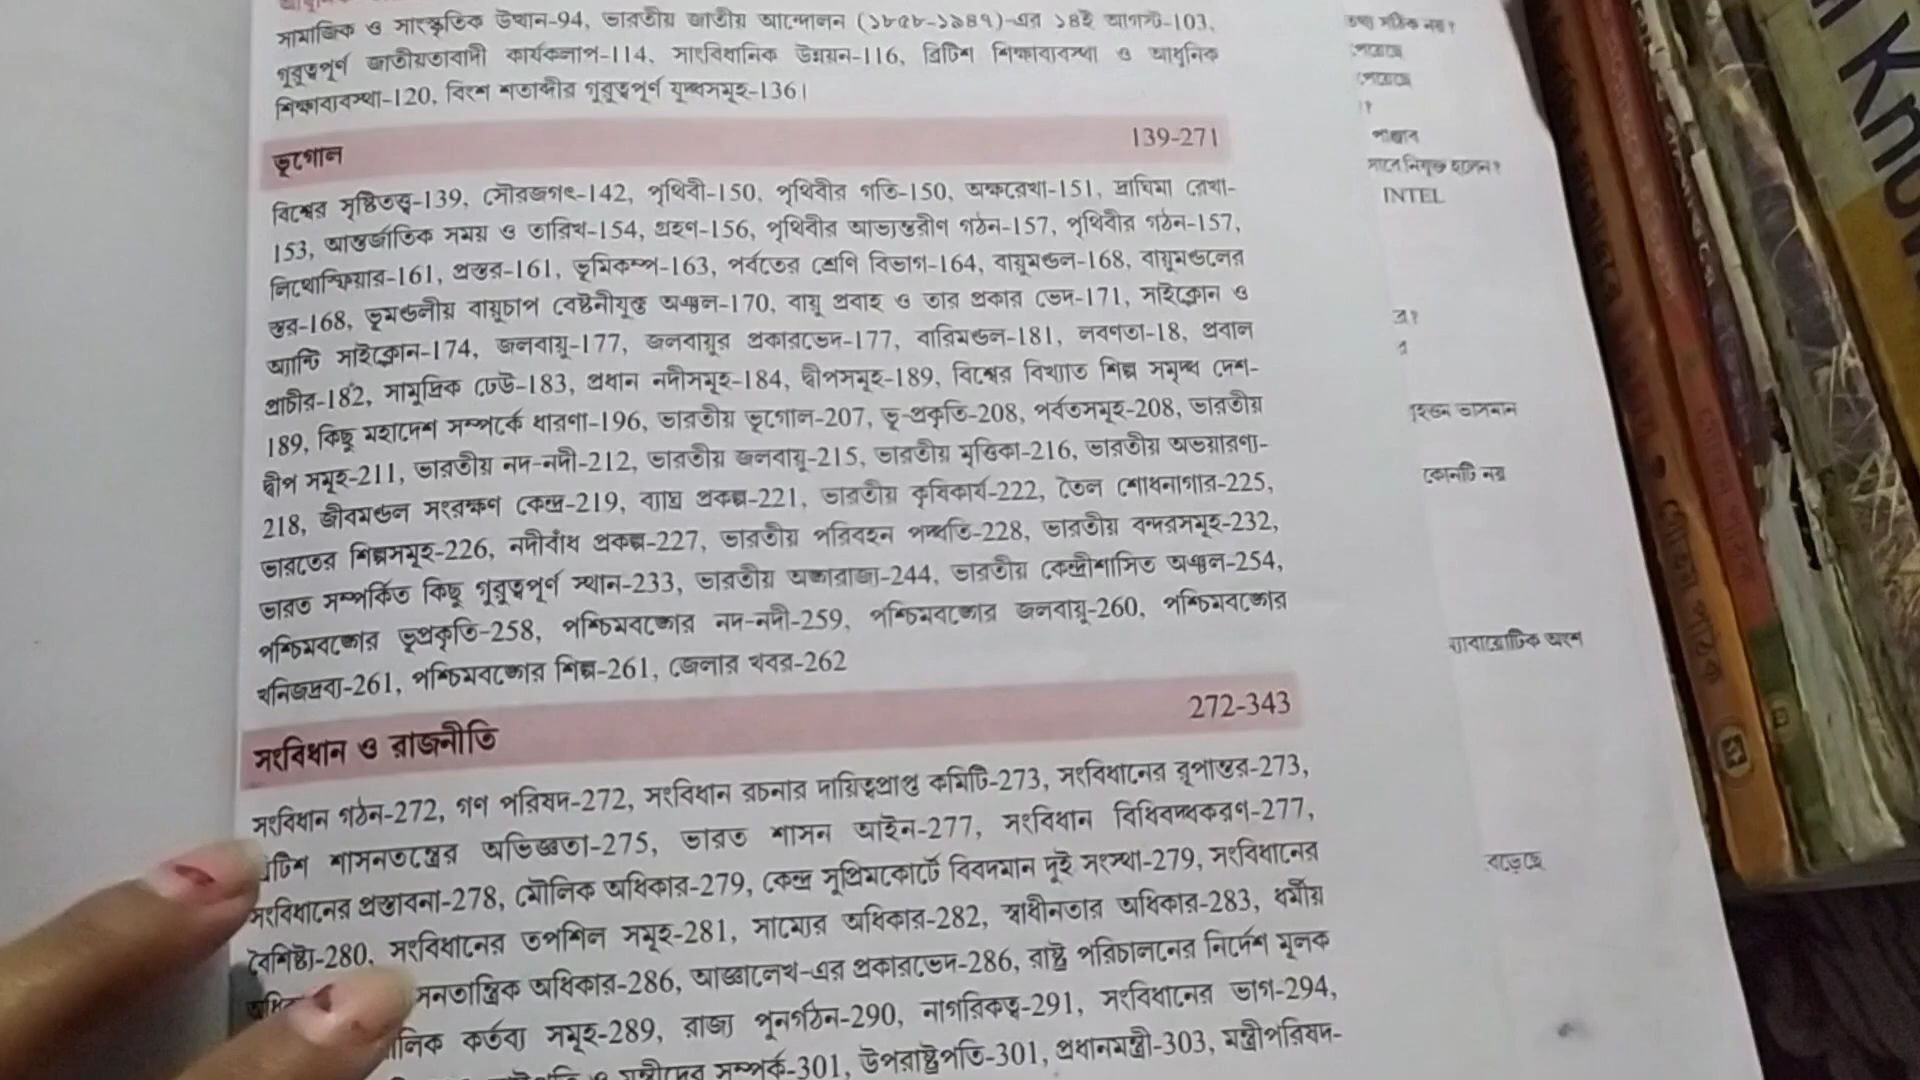 সামাজিক ও সাংস্কৃতিক উত্থান-94, ভারতীয় জাতীয় আন্দোলন (১৮৫৮-১৯৪৭)-এর ১৪ই আগস্ট-103,
গুরুত্বপূর্ণ জাতীয়তাবাদী কার্যকলাপ-114, সাংবিধানিক উন্নয়ন-116, ব্রিটিশ শিক্ষাব্যবস্থা ও আধুনিক
শিক্ষাব্যবস্থা-120, বিংশ শতাব্দীর গুরুত্বপূর্ণ যুদ্ধসমূহ-136।
ভূগোল 139-271
বিশ্বের সৃষ্টিতত্ত্ব-139, সৌরজগৎ-142, পৃথিবী-150, পৃথিবীর গতি-150, অক্ষরেখা-151, দ্রাঘিমা রেখা-
153, আন্তর্জাতিক সময় ও তারিখ-154, গ্রহণ-156, পৃথিবীর আভ্যন্তরীণ গঠন-157, পৃথিবীর গঠন-157,
লিথোস্ফিয়ার-161, প্রস্তর-161, ভূমিকম্প-163, পর্বতের শ্রেণি বিভাগ-164, বায়ুমণ্ডল-168, বায়ুমণ্ডলের
স্তর-168, ভূমণ্ডলীয় বায়ুচাপ বেষ্টনীযুক্ত অঞ্চল-170, বায়ু প্রবাহ ও তার প্রকার ভেদ-171, সাইক্লোন ও
অ্যান্টি সাইক্লোন-174, জলবায়ু-177, জলবায়ুর প্রকারভেদ-177, বারিমণ্ডল-181, লবণতা-18, প্রবাল
প্রাচীর-182, সামুদ্রিক ঢেউ-183, প্রধান নদীসমূহ-184, দ্বীপসমূহ-189, বিশ্বের বিখ্যাত শিল্প সমৃদ্ধ দেশ-
189, কিছু মহাদেশ সম্পর্কে ধারণা-196, ভারতীয় ভূগোল-207, ভূ-প্রকৃতি-208, পর্বতসমূহ-208, ভারতীয়
দ্বীপ সমূহ-211, ভারতীয় নদ-নদী-212, ভারতীয় জলবায়ু-215, ভারতীয় মৃত্তিকা-216, ভারতীয় অভয়ারণ্য-
218, জীবমণ্ডল সংরক্ষণ কেন্দ্র-219, ব্যাঘ্র প্রকল্প-221, ভারতীয় কৃষিকার্য-222, তৈল শোধনাগার-225,
ভারতের শিল্পসমূহ-226, নদীবাঁধ প্রকল্প-227, ভারতীয় পরিবহন পদ্ধতি-228, ভারতীয় বন্দরসমূহ-232,
ভারত সম্পর্কিত কিছু গুরুত্বপূর্ণ স্থান-233, ভারতীয় অঙ্গরাজ্য-244, ভারতীয় কেন্দ্রীশাসিত অঞ্চল-254,
পশ্চিমবঙ্গের ভূপ্রকৃতি-258, পশ্চিমবঙ্গের নদ-নদী-259, পশ্চিমবঙ্গের জলবায়ু-260, পশ্চিমবঙ্গের
খনিজদ্রব্য-261, পশ্চিমবঙ্গের শিল্প-261, জেলার খবর-262
সংবিধান ও রাজনীতি 272-343
সংবিধান গঠন-272, গণ পরিষদ-272, সংবিধান রচনার দায়িত্বপ্রাপ্ত কমিটি-273, সংবিধানের রূপান্তর-273,
শাসনতন্ত্রের অভিজ্ঞতা-275, ভারত শাসন আইন-277, সংবিধান বিধিবদ্ধকরণ-277,
সংবিধানের প্রস্তাবনা-278, মৌলিক অধিকার-279, কেন্দ্র সুপ্রিমকোর্টে বিবদমান দুই সংস্থা-279, সংবিধানের
বৈশিষ্ট্য-280, সংবিধানের তপশিল সমূহ-281, সাম্যের অধিকার-282, স্বাধীনতার অধিকার-283, ধর্মীয়
অধিকার-286, আজ্ঞালেখ-এর প্রকারভেদ-286, রাষ্ট্র পরিচালনের নির্দেশ মূলক
কর্তব্য সমূহ-289, রাজ্য পুনর্গঠন-290, নাগরিকত্ব-291, সংবিধানের ভাগ-294,
সম্পর্ক-301, উপরাষ্ট্রপতি-301, প্রধানমন্ত্রী-303, মন্ত্রীপরিষদ-
তথ্য সঠিক নয়?
INTEL
কোনটি নয়